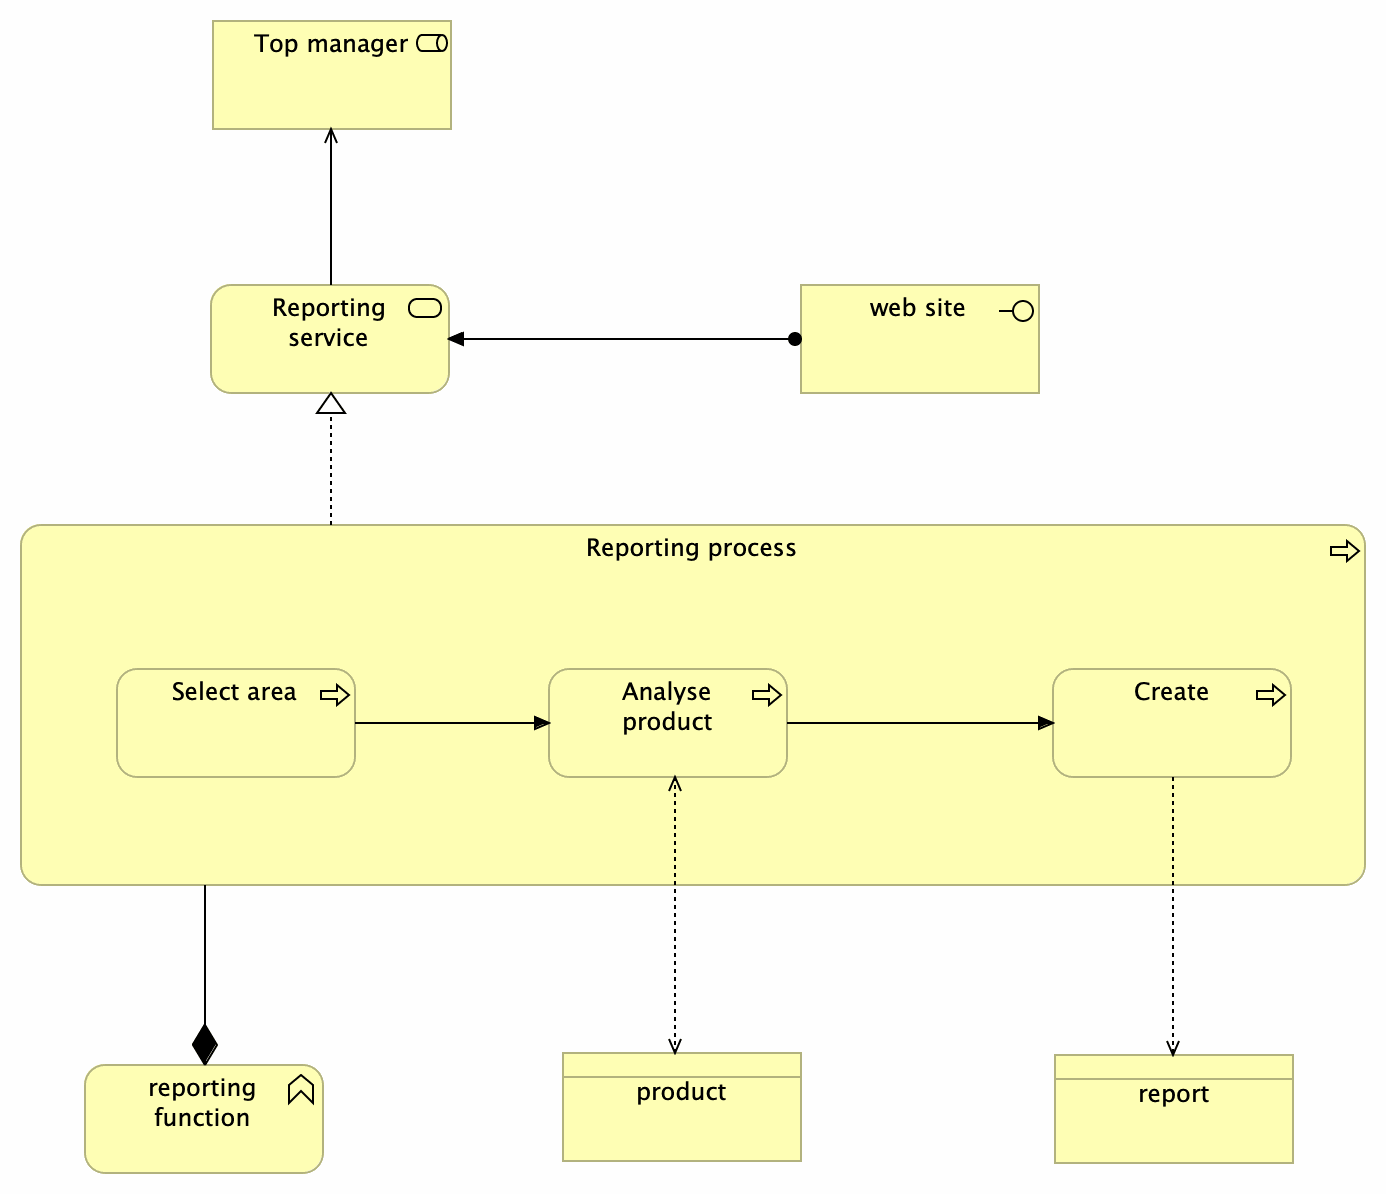 Top manager
Reporting
service
web site
Reporting process
Select area
Analyse
product
Create
reporting
function
product
report